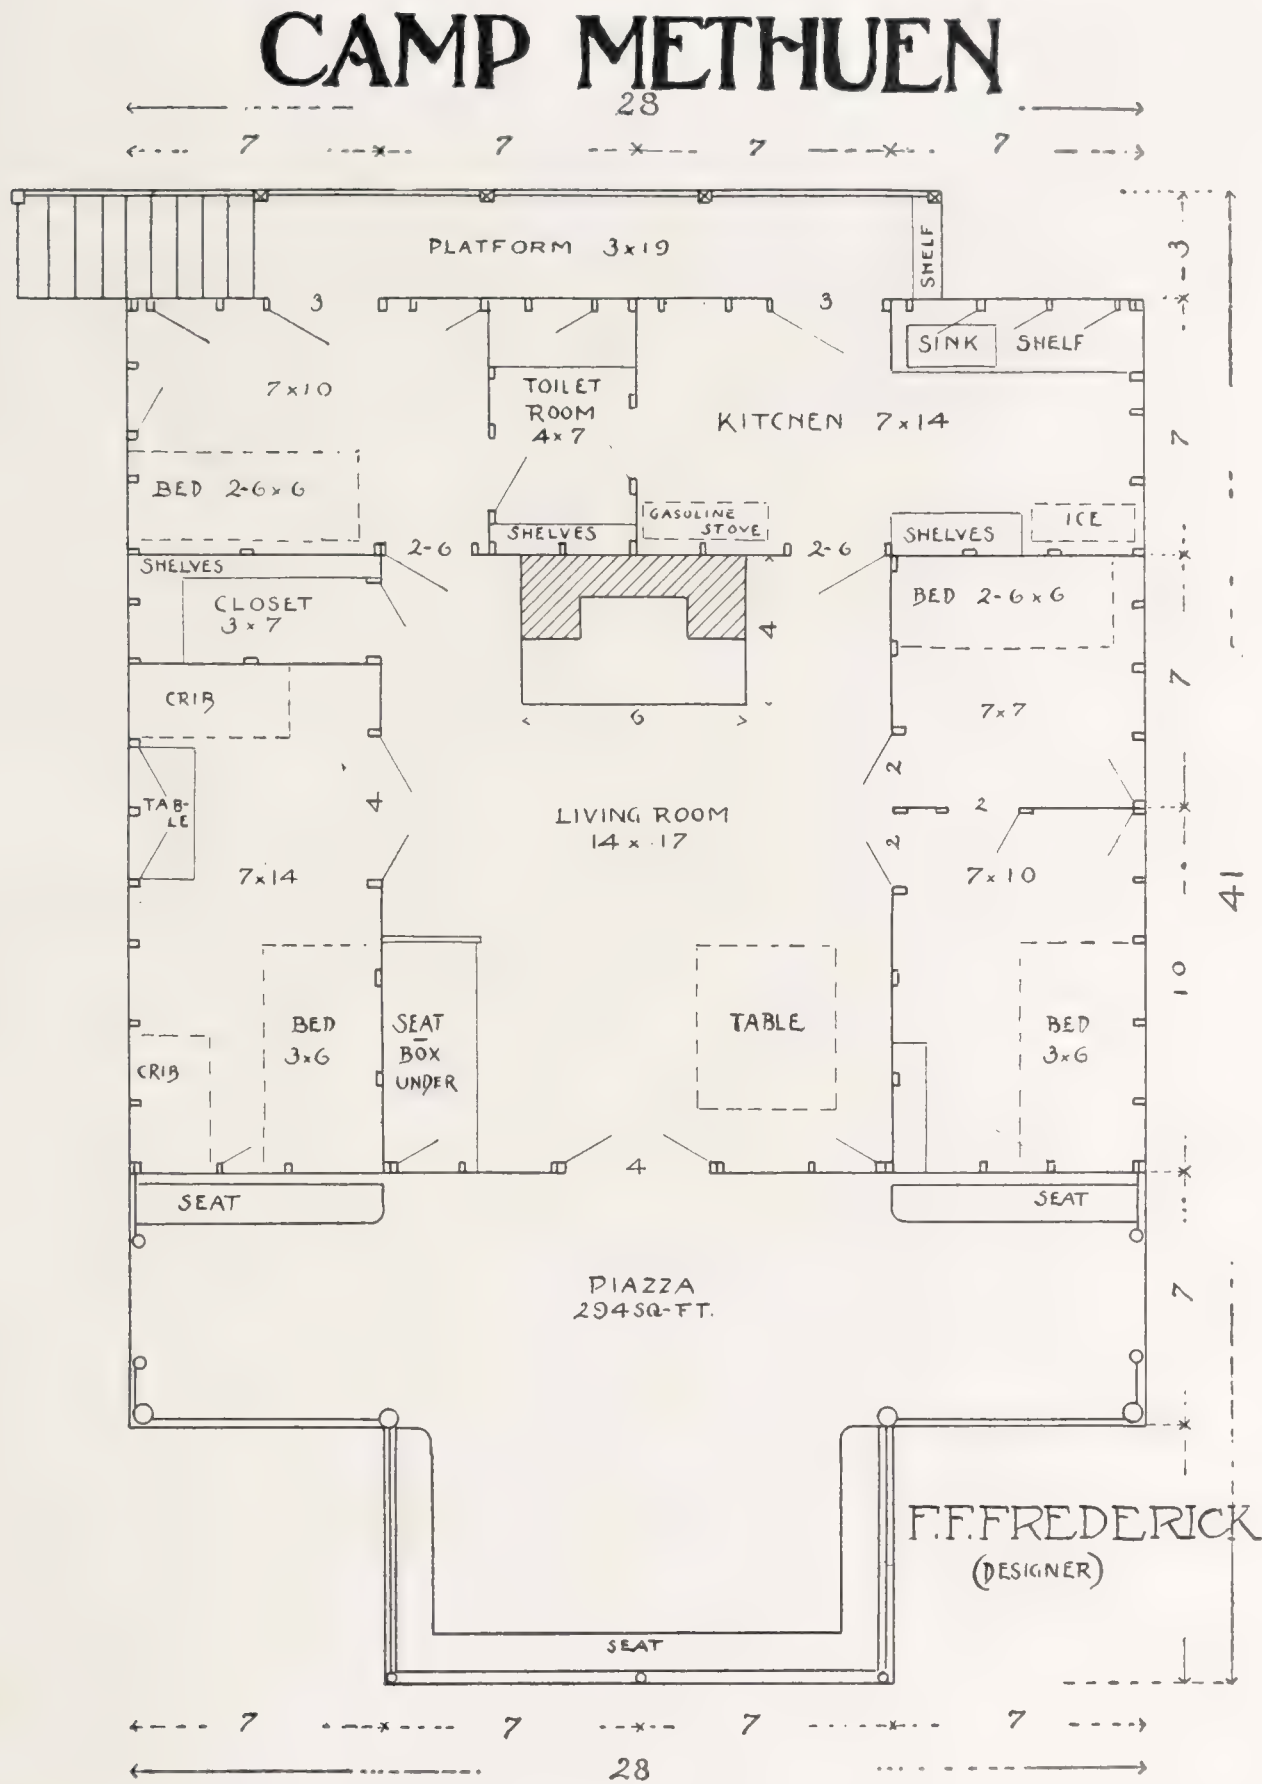 CAMP METHUEN
28
7 7 7 7
PLATFORM 3x19
SHELF
3
3
3
SINK SHELF
7x10
TOILET
ROOM
4x7
KITCHEN 7x14
7
BED 2-6x6
SHELVES
GASOLINE
STOVE
SHELVES
ICE
2-6
2-6
SHELVES
CLOSET
3x7
BED 2-6x6
4
6
CRIB
7x7
7
2
TAB-
LE
4
LIVING ROOM
14 x 17
2
2
7x14
7x10
41
10
BED
3x6
SEAT
-
BOX
UNDER
TABLE
BED
3x6
CRIB
4
SEAT
SEAT
PIAZZA
294 SQ-FT.
7
F.F.FREDERICK
(DESIGNER)
SEAT
7 7 7 7
28